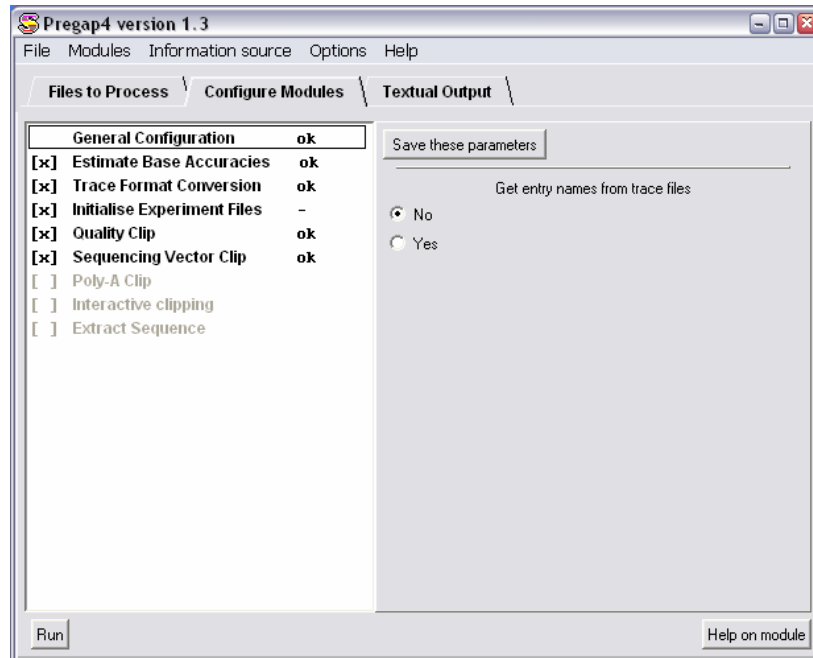 Pregap4 version 1.3
File Modules Information source Options Help
Files to Process Configure Modules Textual Output
General Configuration ok
[x] Estimate Base Accuracies ok
[x] Trace Format Conversion ok
[x] Initialise Experiment Files -
[x] Quality Clip ok
[x] Sequencing Vector Clip ok
[ ] Poly-A Clip
[ ] Interactive clipping
[ ] Extract Sequence
Save these parameters
Get entry names from trace files
No
Yes
Run Help on module